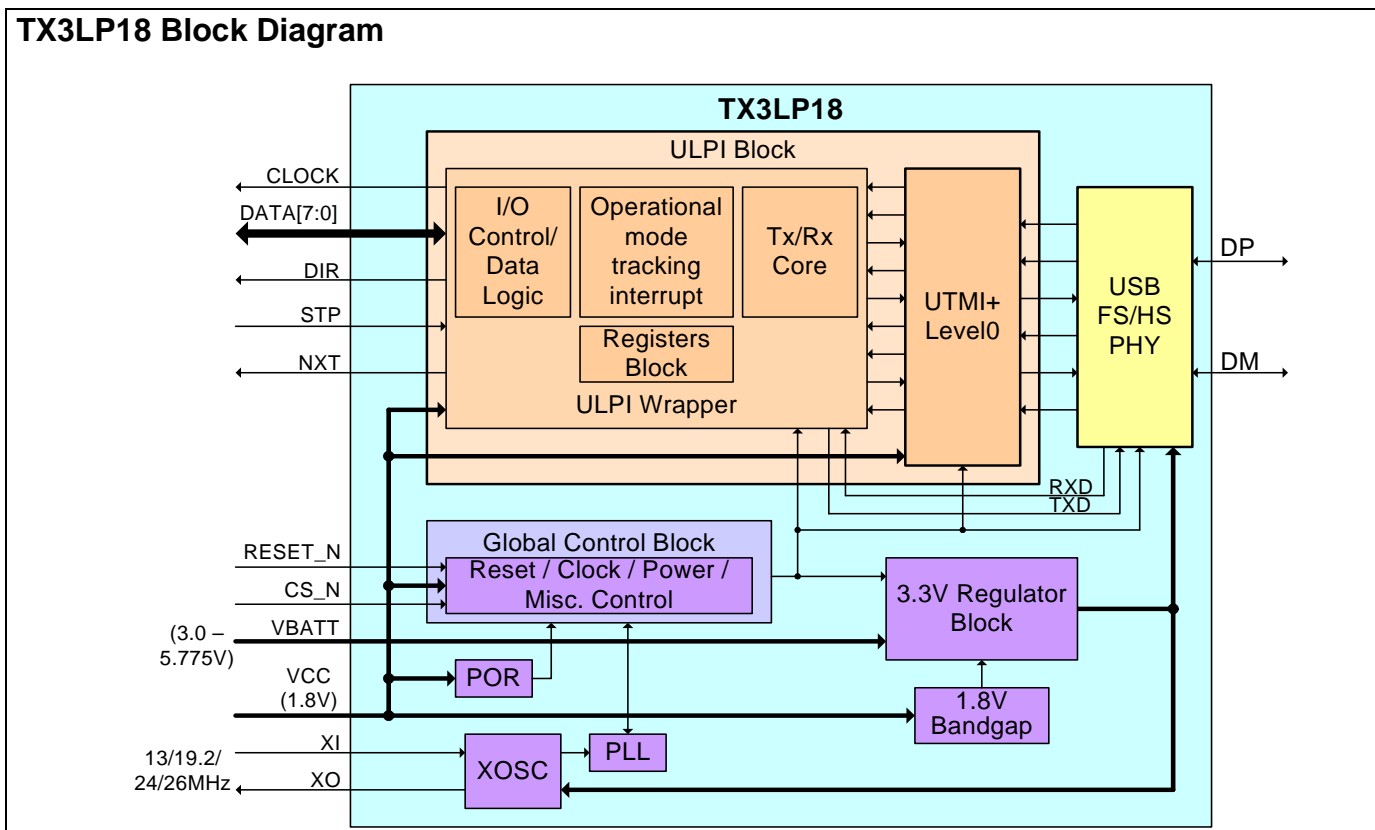 TX3LP18 Block Diagram
TX3LP18
ULPI Block
CLOCK
DATA[7:0]
DIR
STP
NXT
I/O
Control/
Data
Logic
Operational
mode
tracking
interrupt
Tx/Rx
Core
Registers
Block
ULPI Wrapper
UTMI+
Level0
USB
FS/HS
PHY
DP
DM
RXD
TXD
RESET_N
CS_N
VBATT
(3.0 –
5.775V)
VCC
(1.8V)
XI
13/19.2/
24/26MHz
XO
Global Control Block
Reset / Clock / Power /
Misc. Control
3.3V Regulator
Block
POR
1.8V
Bandgap
PLL
XOSC